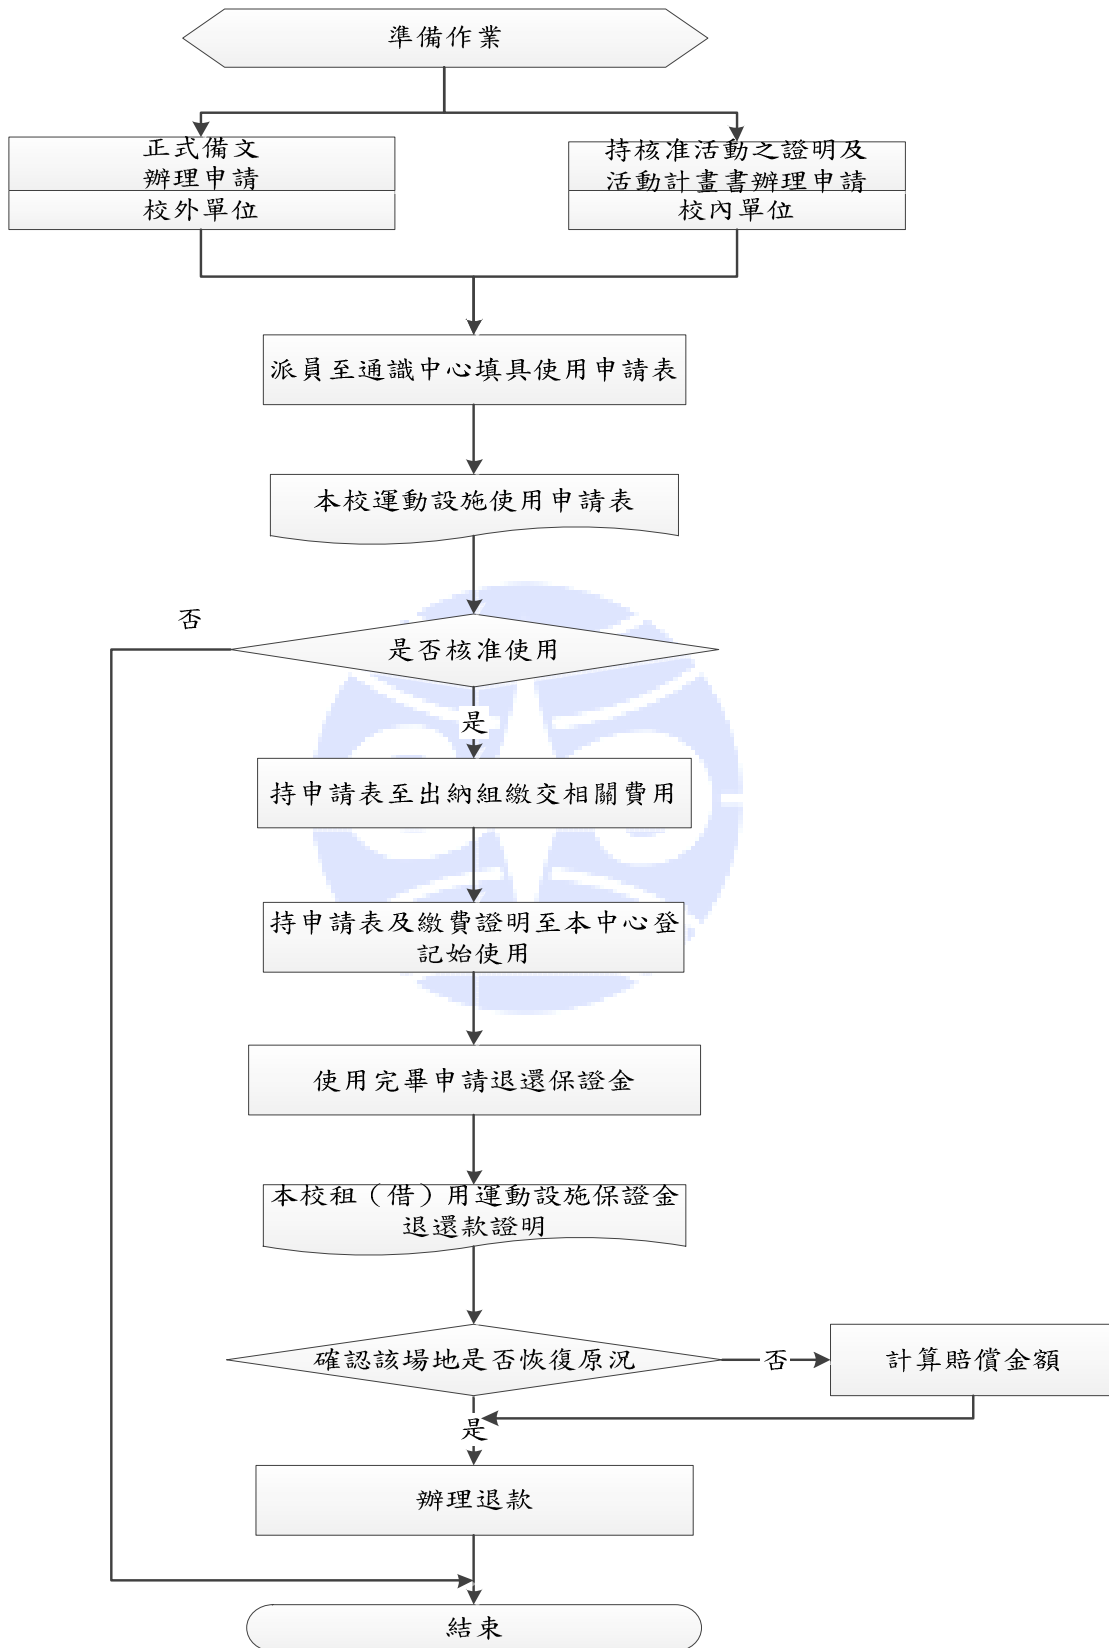 準備作業
正式備文
辦理申請
校外單位
持核准活動之證明及
活動計畫書辦理申請
校內單位
派員至通識中心填具使用申請表
本校運動設施使用申請表
否
是否核准使用
是
持申請表至出納組繳交相關費用
持申請表及繳費證明至本中心登
記始使用
使用完畢申請退還保證金
本校租（借）用運動設施保證金
退還款證明
確認該場地是否恢復原況
否
計算賠償金額
是
辦理退款
結束